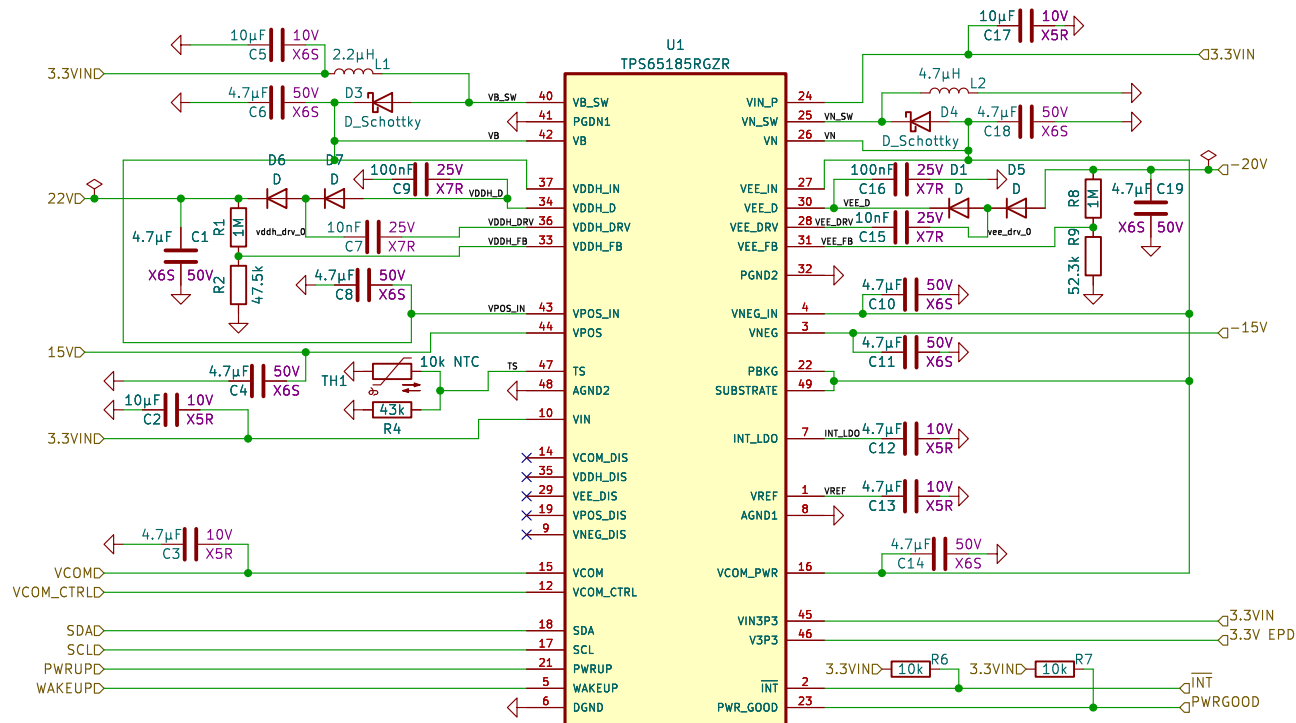 U1
TPS65185RGZR
10µF
10V
C5
X6S
3.3VIN
2.2µH
L1
4.7µF
50V
C6
X6S
D3
D_Schottky
VB_SW
VB
D6
D
D7
D
100nF
25V
C9
X7R
VDDH_D
22V
R1
1M
vddh_drv_0
10nF
25V
C7
X7R
VDDH_DRV
VDDH_FB
4.7µF
C1
X6S
50V
R2
47.5k
4.7µF
50V
C8
X6S
VPOS_IN
15V
4.7µF
50V
C4
X6S
10k NTC
TH1
TS
43k
R4
10µF
10V
C2
X5R
3.3VIN
4.7µF
10V
C3
X5R
VCOM
VCOM_CTRL
SDA
SCL
PWRUP
WAKEUP
40 VB_SW
41 PGDN1
42 VB
37 VDDH_IN
34 VDDH_D
36 VDDH_DRV
33 VDDH_FB
43 VPOS_IN
44 VPOS
47 TS
48 AGND2
10 VIN
14 VCOM_DIS
35 VDDH_DIS
29 VEE_DIS
19 VPOS_DIS
9 VNEG_DIS
15 VCOM
12 VCOM_CTRL
18 SDA
17 SCL
21 PWRUP
5 WAKEUP
6 DGND
VIN_P 24
VN_SW 25
VN 26
VEE_IN 27
VEE_D 30
VEE_DRV 28
VEE_FB 31
PGND2 32
VNEG_IN 4
VNEG 3
PBKG 22
SUBSTRATE 49
INT_LDO 7
VREF 1
AGND1 8
VCOM_PWR 16
VIN3P3 45
V3P3 46
INT 2
PWR_GOOD 23
10µF
10V
C17
X5R
3.3VIN
4.7µH
L2
VN_SW
VN
D4
D_Schottky
4.7µF
50V
C18
X6S
100nF
25V
C16
X7R
D1
D
D5
D
VEE_D
VEE_DRV
10nF
25V
C15
X7R
vee_drv_0
VEE_FB
R8
1M
R9
52.3k
4.7µF
C19
X6S
50V
-20V
4.7µF
50V
C10
X6S
-15V
4.7µF
50V
C11
X6S
INT_LDO
4.7µF
10V
C12
X5R
VREF
4.7µF
10V
C13
X5R
4.7µF
50V
C14
X6S
3.3VIN
3.3V EPD
3.3VIN
10k
R6
3.3VIN
10k
R7
INT
PWRGOOD